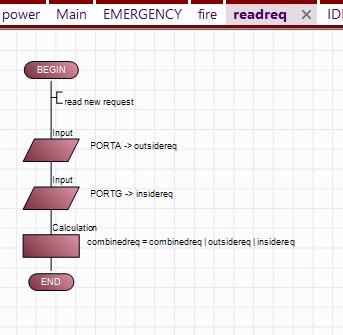 power Main EMERGENCY fire readreq × IDI
BEGIN
read new request
Input
PORTA -> outsidereq
Input
PORTG -> insidereq
Calculation
combinedreq = combinedreq | outsidereq | insidereq
END